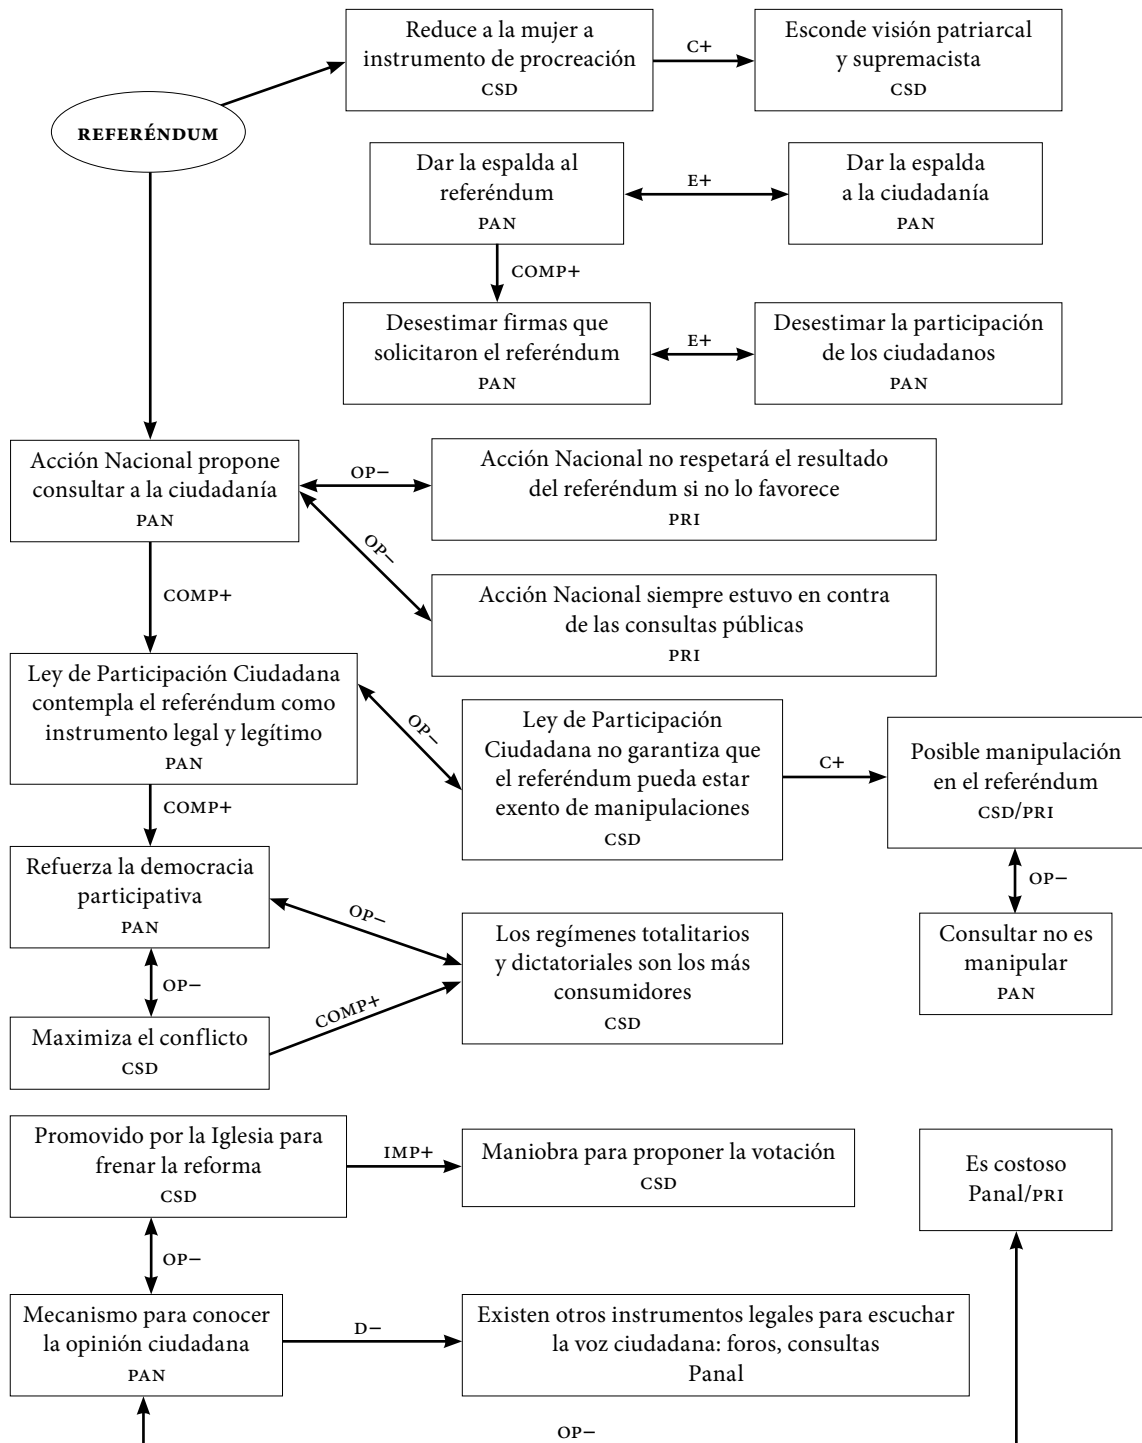 Reduce a la mujer a
instrumento de procreación
CSD
C+
Esconde visión patriarcal
y supremacista
CSD
REFERÉNDUM
Dar la espalda al
referéndum
PAN
E+
Dar la espalda
a la ciudadanía
PAN
COMP+
Desestimar firmas que
solicitaron el referéndum
PAN
E+
Desestimar la participación
de los ciudadanos
PAN
Acción Nacional propone
consultar a la ciudadanía
PAN
OP–
Acción Nacional no respetará el resultado
del referéndum si no lo favorece
PRI
OP–
Acción Nacional siempre estuvo en contra
de las consultas públicas
PRI
COMP+
Ley de Participación Ciudadana
contempla el referéndum como
instrumento legal y legítimo
PAN
OP–
Ley de Participación
Ciudadana no garantiza que
el referéndum pueda estar
exento de manipulaciones
CSD
C+
Posible manipulación
en el referéndum
CSD/PRI
COMP+
OP–
Refuerza la democracia
participativa
PAN
OP–
Los regímenes totalitarios
y dictatoriales son los más
consumidores
CSD
Consultar no es
manipular
PAN
OP–
COMP+
Maximiza el conflicto
CSD
Promovido por la Iglesia para
frenar la reforma
CSD
IMP+
Maniobra para proponer la votación
CSD
Es costoso
Panal/PRI
OP–
Mecanismo para conocer
la opinión ciudadana
PAN
D–
Existen otros instrumentos legales para escuchar
la voz ciudadana: foros, consultas
Panal
OP–